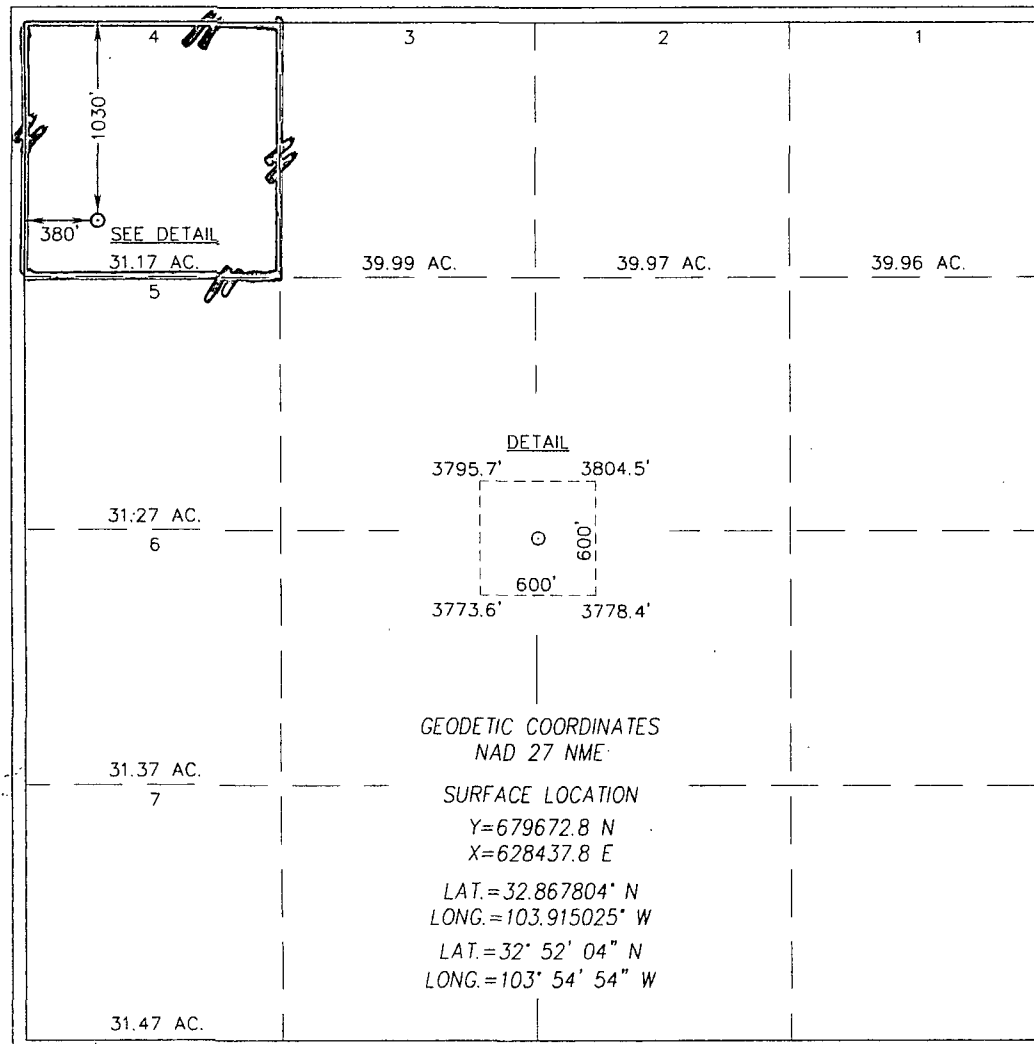 4
3
2
1
1030'
380'
SEE DETAIL
31.17 AC.
39.99 AC.
39.97 AC.
39.96 AC.
5
DETAIL
3795.7'
3804.5'
600'
600'
3773.6'
3778.4'
31.27 AC.
6
GEODETIC COORDINATES
NAD 27 NME
31.37 AC.
7
SURFACE LOCATION
Y=679672.8 N
X=628437.8 E
LAT.=32.867804° N
LONG.=103.915025° W
LAT.=32° 52' 04" N
LONG.=103° 54' 54" W
31.47 AC.